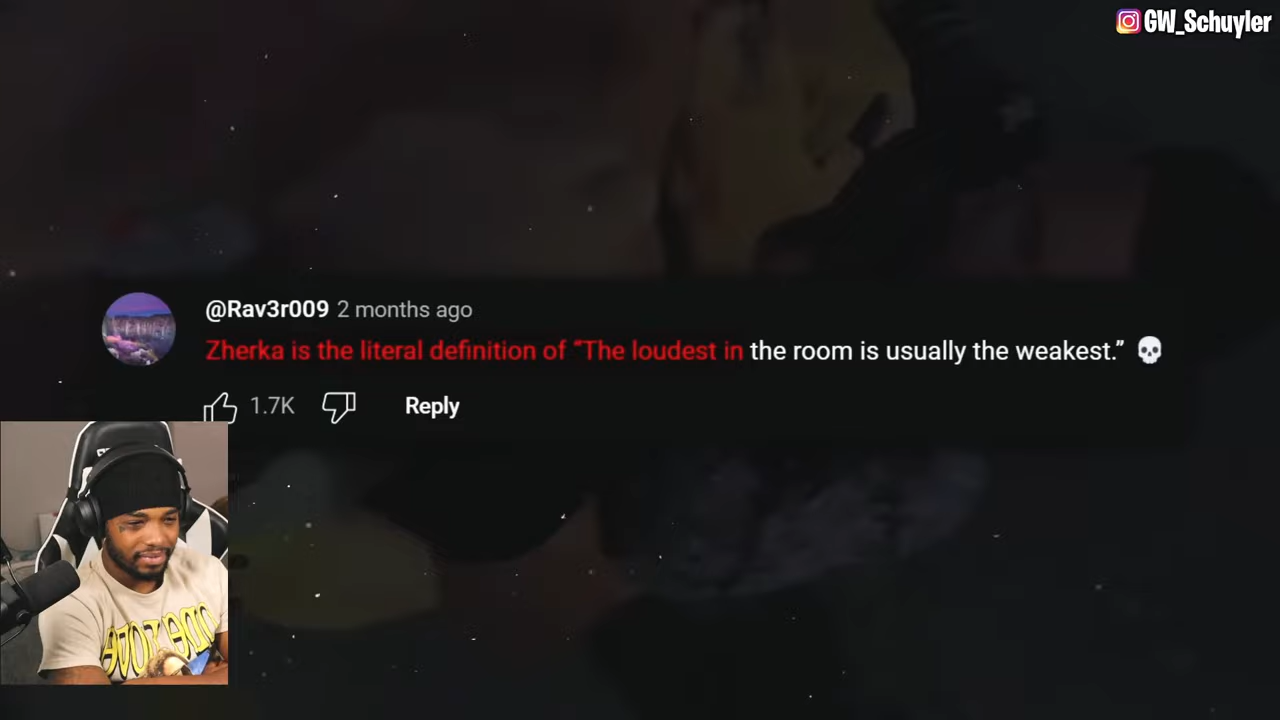 GW_Schuyler
@Rav3r009 2 months ago
Zherka is the literal definition of “The loudest in the room is usually the weakest.” 💀
1.7K Reply